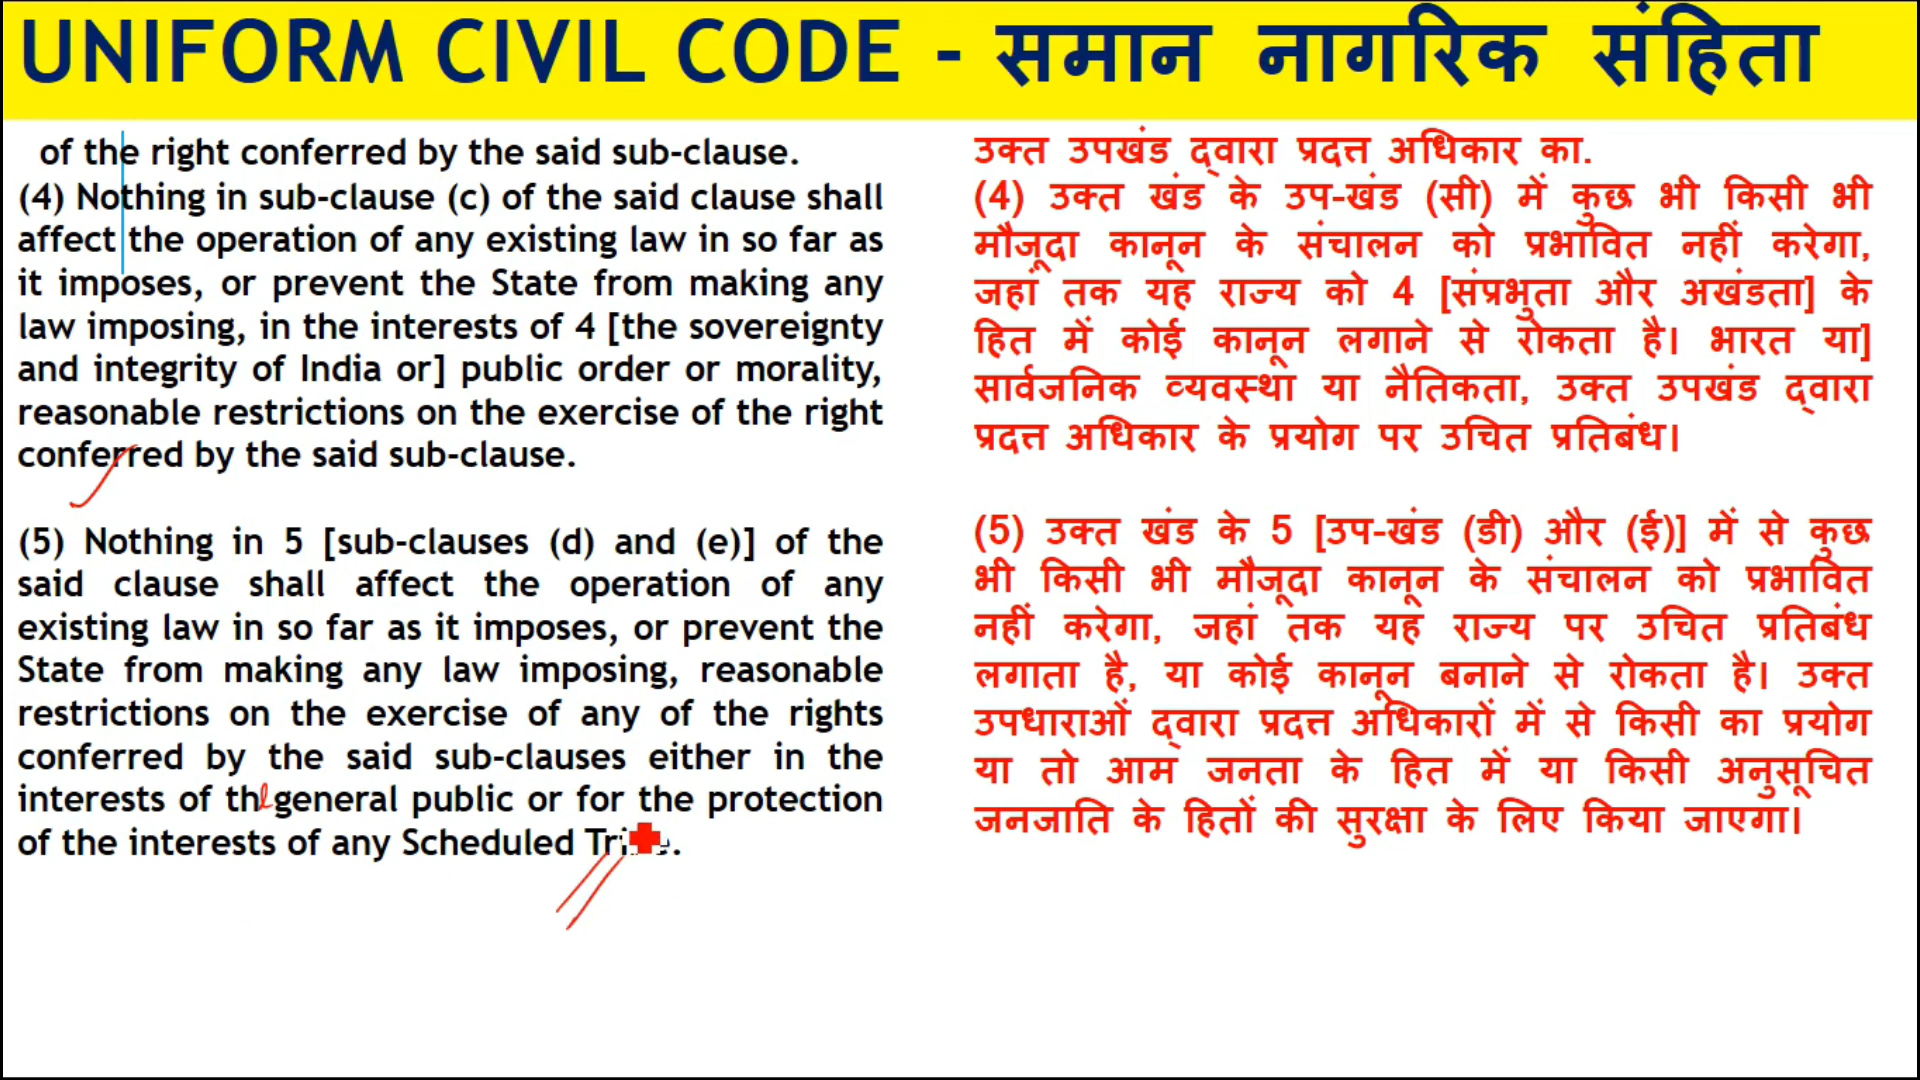 UNIFORM CIVIL CODE - समान नागरिक संहिता
of the right conferred by the said sub-clause.
(4) Nothing in sub-clause (c) of the said clause shall
affect the operation of any existing law in so far as
it imposes, or prevent the State from making any
law imposing, in the interests of 4 [the sovereignty
and integrity of India or] public order or morality,
reasonable restrictions on the exercise of the right
conferred by the said sub-clause.
(5) Nothing in 5 [sub-clauses (d) and (e)] of the
said clause shall affect the operation of any
existing law in so far as it imposes, or prevent the
State from making any law imposing, reasonable
restrictions on the exercise of any of the rights
conferred by the said sub-clauses either in the
interests of the general public or for the protection
of the interests of any Scheduled Tribe.
उक्त उपखंड द्वारा प्रदत्त अधिकार का.
(4) उक्त खंड के उप-खंड (सी) में कुछ भी किसी भी
मौजूदा कानून के संचालन को प्रभावित नहीं करेगा,
जहां तक यह राज्य को 4 [संप्रभुता और अखंडता] के
हित में कोई कानून लगाने से रोकता है। भारत या]
सार्वजनिक व्यवस्था या नैतिकता, उक्त उपखंड द्वारा
प्रदत्त अधिकार के प्रयोग पर उचित प्रतिबंध।
(5) उक्त खंड के 5 [उप-खंड (डी) और (ई)] में से कुछ
भी किसी भी मौजूदा कानून के संचालन को प्रभावित
नहीं करेगा, जहां तक यह राज्य पर उचित प्रतिबंध
लगाता है, या कोई कानून बनाने से रोकता है। उक्त
उपधाराओं द्वारा प्रदत्त अधिकारों में से किसी का प्रयोग
या तो आम जनता के हित में या किसी अनुसूचित
जनजाति के हितों की सुरक्षा के लिए किया जाएगा।